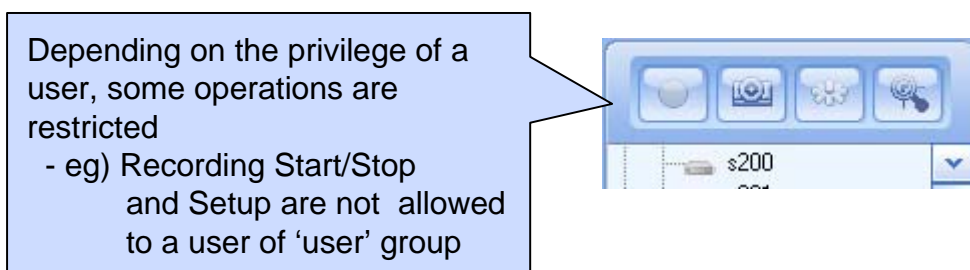 Depending on the privilege of a
user, some operations are
restricted
- eg) Recording Start/Stop
and Setup are not allowed
to a user of ‘user’ group
s200